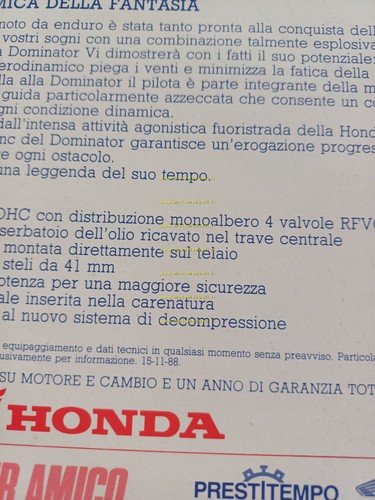 MICA DELLA FANTASIA
moto da enduro è stata tanto pronta alla conquista dell
vostri sogni con una combinazione talmente esplosiva
a Dominator Vi dimostrerà con i fatti il suo potenziale:
erodinamico piega i venti e minimizza la fatica della
lla alla Dominator il pilota è parte integrante della m
guida particolarmente azzeccata che consente un co
gni condizione dinamica.
dall'intensa attività agonistica fuoristrada della Hond
mc del Dominator garantisce un'erogazione progres
re ogni ostacolo.
una leggenda del suo tempo.
OHC con distribuzione monoalbero 4 valvole RFVC
serbatoio dell'olio ricavato nel trave centrale
montata direttamente sul telaio
steli da 41 mm
potenza per una maggiore sicurezza
ale inserita nella carenatura
al nuovo sistema di decompressione
equipaggiamento e dati tecnici in qualsiasi momento senza preavviso. Particola
usivamente per informazione. 15-11-88.
SU MOTORE E CAMBIO E UN ANNO DI GARANZIA TOT
HONDA
R AMICO
PRESTITEMPO